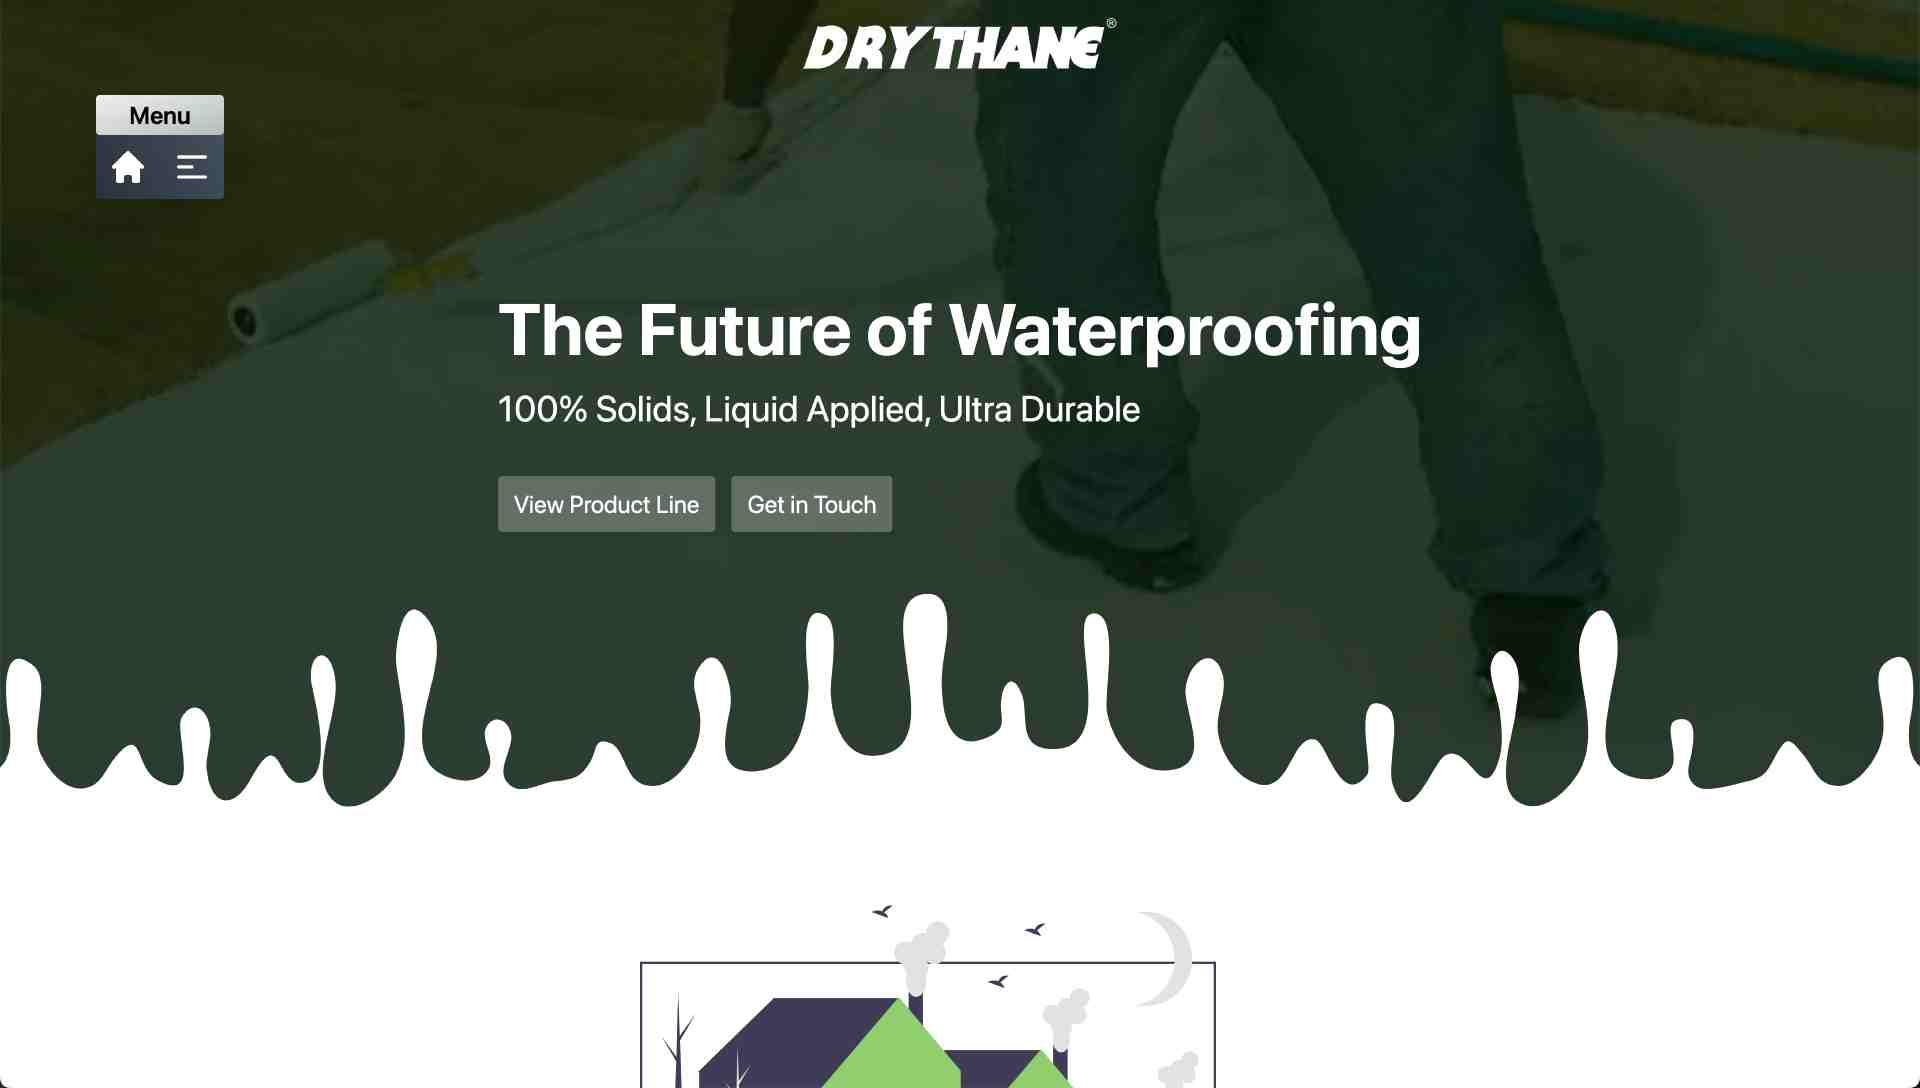 DRYTHANE®
Menu
The Future of Waterproofing
100% Solids, Liquid Applied, Ultra Durable
View Product Line
Get in Touch